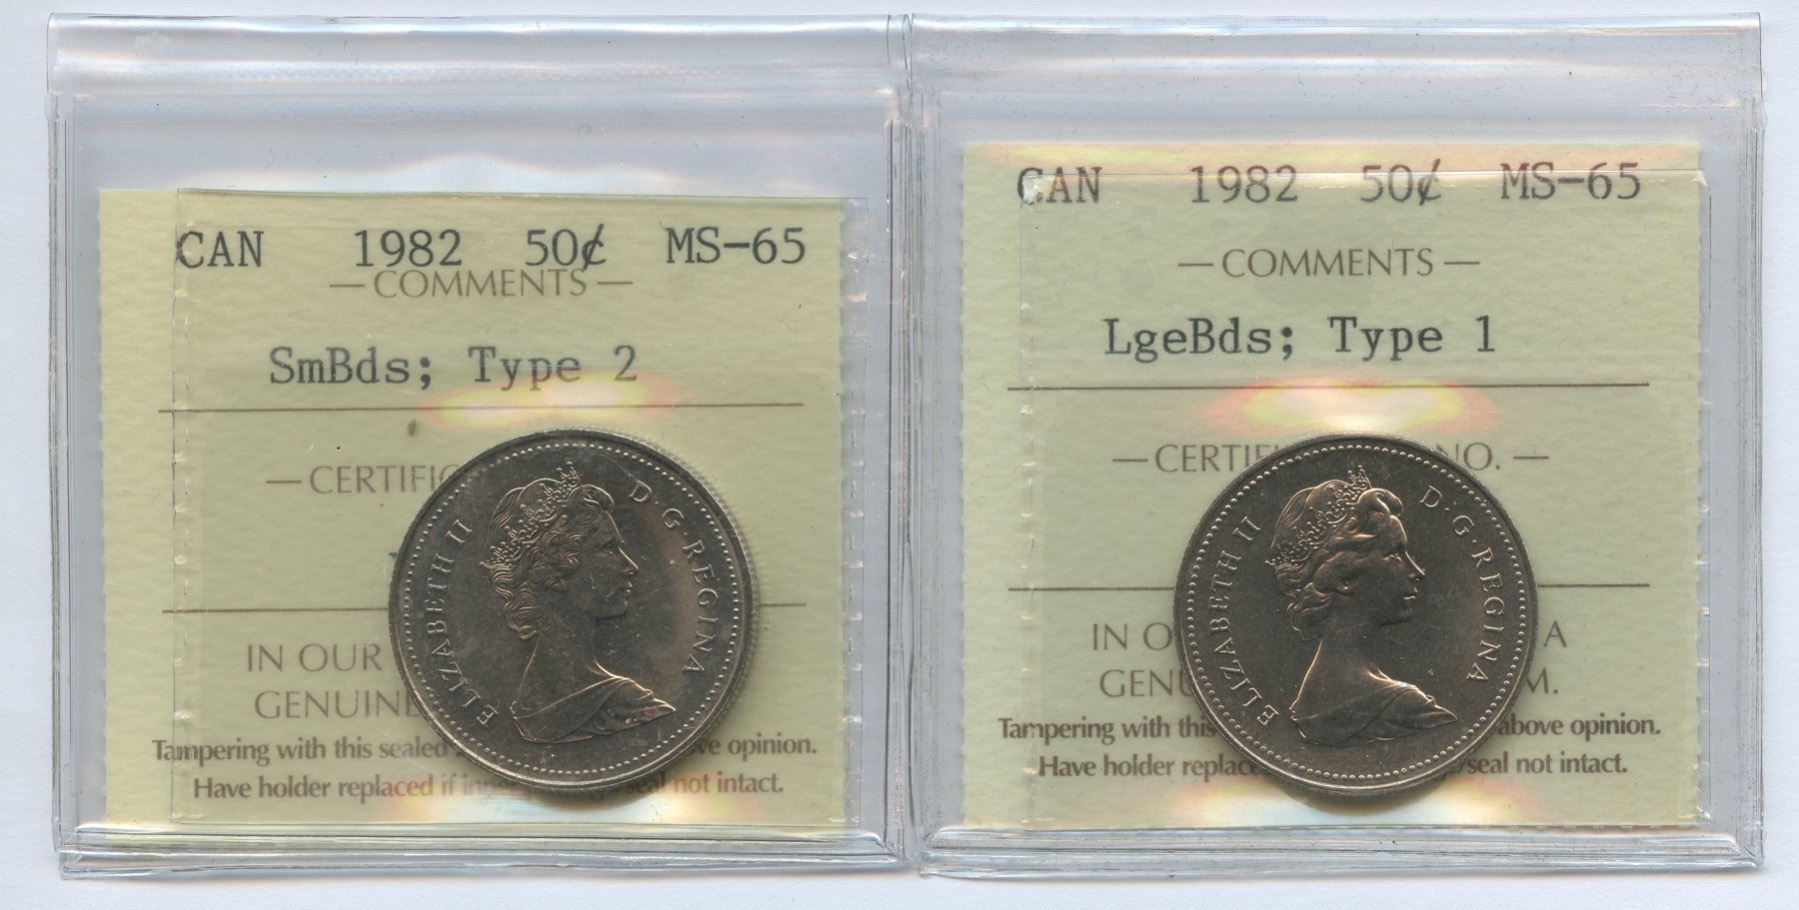 CAN 1982 50¢ MS-65
— COMMENTS —
SmBds; Type 2
— CERTIFIC
IN OUR
GENUINE
Tampering with this sealed ve opinion.
Have holder replaced if seal not intact.
ELIZABETH II D·G·REGINA
CAN 1982 50¢ MS-65
— COMMENTS —
LgeBds; Type 1
— CERTIFI NO. —
IN O A
GENU M.
Tampering with this above opinion.
Have holder replace seal not intact.
ELIZABETH II D·G·REGINA